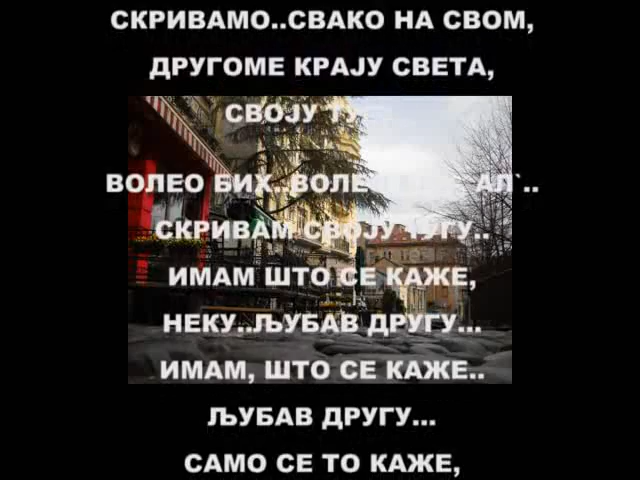 СКРИВАМО..СВАКО НА СВОМ,
ДРУГОМЕ КРАЈУ СВЕТА,
СВОЈУ
ВОЛЕО БИХ.. АЛ`..
СКРИВАМ СВОЈУ ТУГУ..
ИМАМ ШТО СЕ КАЖЕ,
НЕКУ..ЉУБАВ ДРУГУ...
ИМАМ, ШТО СЕ КАЖЕ..
ЉУБАВ ДРУГУ...
САМО СЕ ТО КАЖЕ,